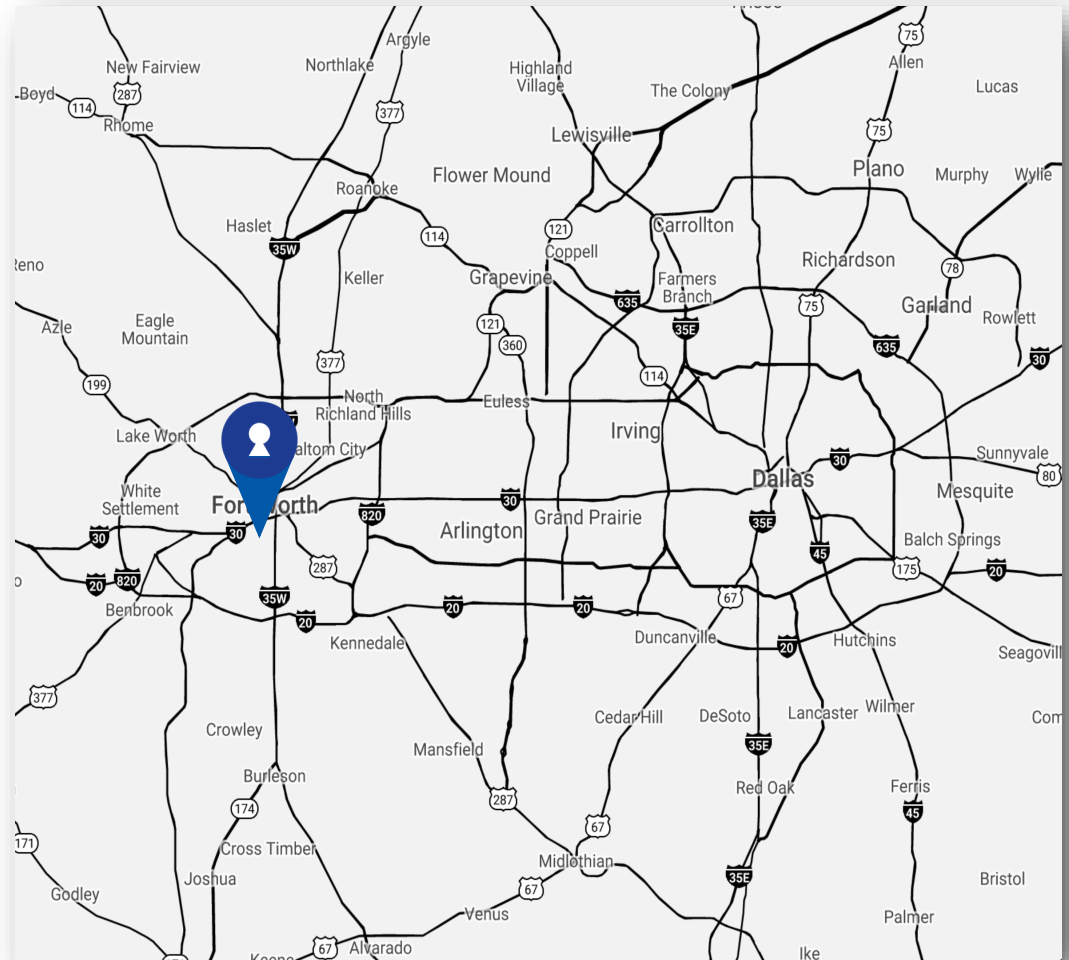 75
Argyle
Allen
New Fairview
Northlake
Highland
Village
Lucas
The Colony
Boyd
287
114
377
Rhome
75
Lewisville
Plano
Flower Mound
Murphy
Wylie
Roanoke
Haslet
Carrollton
121
114
35W
Coppell
Richardson
78
Keller
Grapevine
Farmers
Branch
635
75
Garland
Rowlett
Azle
Eagle
Mountain
121
35E
360
635
30
377
114
199
North
Richland Hills
Euless
Lake Worth
Irving
30
Sunnyvale
80
Dallas
White
Settlement
Mesquite
30
820
Arlington
Grand Prairie
35E
30
30
45
Balch Springs
287
175
20
20
820
35W
67
Benbrook
20
20
20
Kennedale
Duncanville
20
Hutchins
377
Crowley
Mansfield
Cedar Hill
DeSoto
Lancaster
Wilmer
35E
Burleson
Red Oak
Ferris
174
287
67
45
171
Cross Timber
Midlothian
Joshua
35E
Bristol
Godley
67
Venus
Palmer
67
Alvarado
Ike